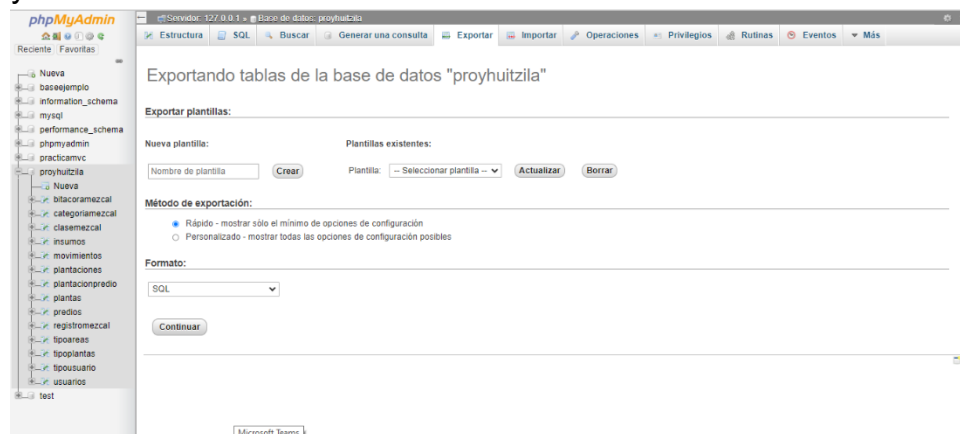 y
phpMyAdmin
Reciente Favoritas
Nueva
baseejemplo
information_schema
mysql
performance_schema
phpmyadmin
practicamvc
proyhuitzila
Nueva
bitacoramezcal
categoriamezcal
clasemezcal
insumos
movimientos
plantaciones
plantacionpredio
plantas
predios
registromezcal
tipoareas
tipoplantas
tipousuario
usuarios
test
Servidor: 127.0.0.1 » Base de datos: proyhuitzila
Estructura SQL Buscar Generar una consulta Exportar Importar Operaciones Privilegios Rutinas Eventos Más
Exportando tablas de la base de datos "proyhuitzila"
Exportar plantillas:
Nueva plantilla: Plantillas existentes:
Nombre de plantilla Crear Plantilla: -- Seleccionar plantilla -- Actualizar Borrar
Método de exportación:
Rápido - mostrar sólo el mínimo de opciones de configuración
Personalizado - mostrar todas las opciones de configuración posibles
Formato:
SQL
Continuar
Microsoft Teams